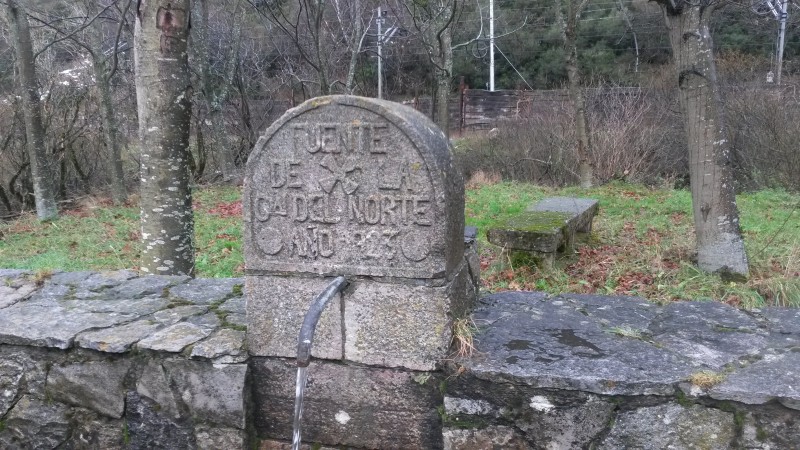 FUENTE
DE LA
Cª DEL NORTE
AÑO 1923